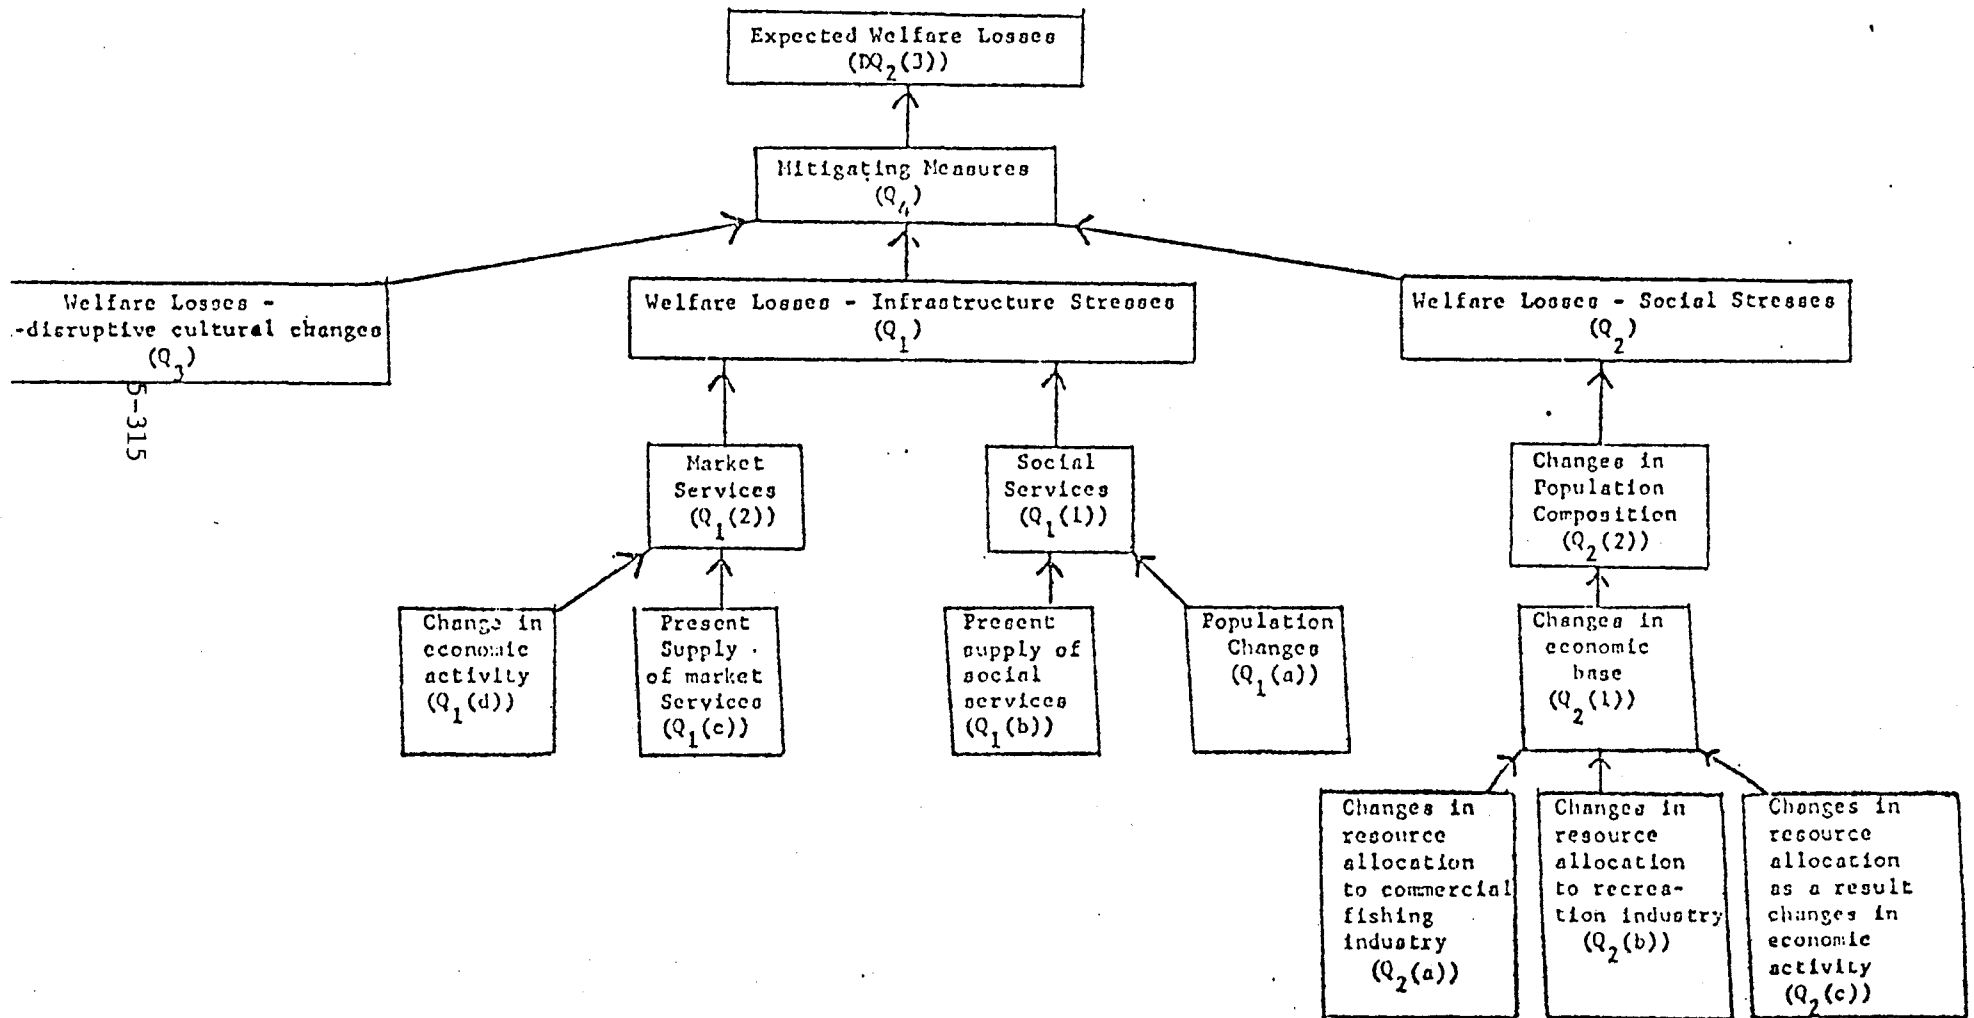 Expected Welfare Losses
(DQ2(3))
Mitigating Measures
(Q4)
Welfare Losses -
-disruptive cultural changes
(Q3)
Welfare Losses - Infrastructure Stresses
(Q1)
Welfare Losses - Social Stresses
(Q2)
5-315
Market
Services
(Q1(2))
Social
Services
(Q1(1))
Changes in
Population
Composition
(Q2(2))
Change in
economic
activity
(Q1(d))
Present
Supply
of market
Services
(Q1(c))
Present
supply of
social
services
(Q1(b))
Population
Changes
(Q1(a))
Changes in
economic
base
(Q2(1))
Changes in
resource
allocation
to commercial
fishing
industry
(Q2(a))
Changes in
resource
allocation
to recrea-
tion industry
(Q2(b))
Changes in
resource
allocation
as a result
changes in
economic
activity
(Q2(c))